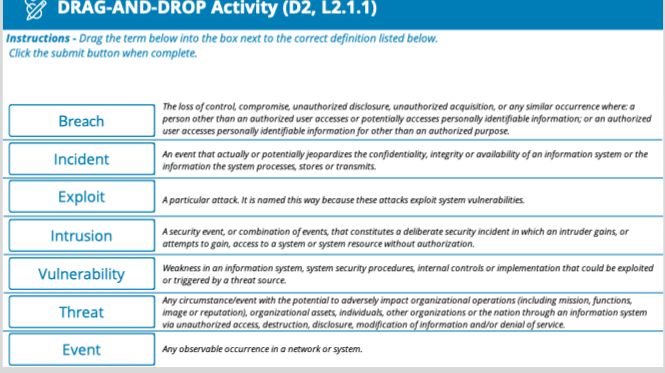 DRAG-AND-DROP Activity (D2, L2.1.1)
Instructions - Drag the term below into the box next to the correct definition listed below.
Click the submit button when complete.
Breach
The loss of control, compromise, unauthorized disclosure, unauthorized acquisition, or any similar occurrence where: a
person other than an authorized user accesses or potentially accesses personally identifiable information; or an authorized
user accesses personally identifiable information for other than an authorized purpose.
Incident
An event that actually or potentially jeopardizes the confidentiality, integrity or availability of an information system or the
information the system processes, stores or transmits.
Exploit
A particular attack. It is named this way because these attacks exploit system vulnerabilities.
Intrusion
A security event, or combination of events, that constitutes a deliberate security incident in which an intruder gains, or
attempts to gain, access to a system or system resource without authorization.
Vulnerability
Weakness in an information system, system security procedures, internal controls or implementation that could be exploited
or triggered by a threat source.
Threat
Any circumstance/event with the potential to adversely impact organizational operations (including mission, functions,
image or reputation), organizational assets, individuals, other organizations or the nation through an information system
via unauthorized access, destruction, disclosure, modification of information and/or denial of service.
Event
Any observable occurrence in a network or system.